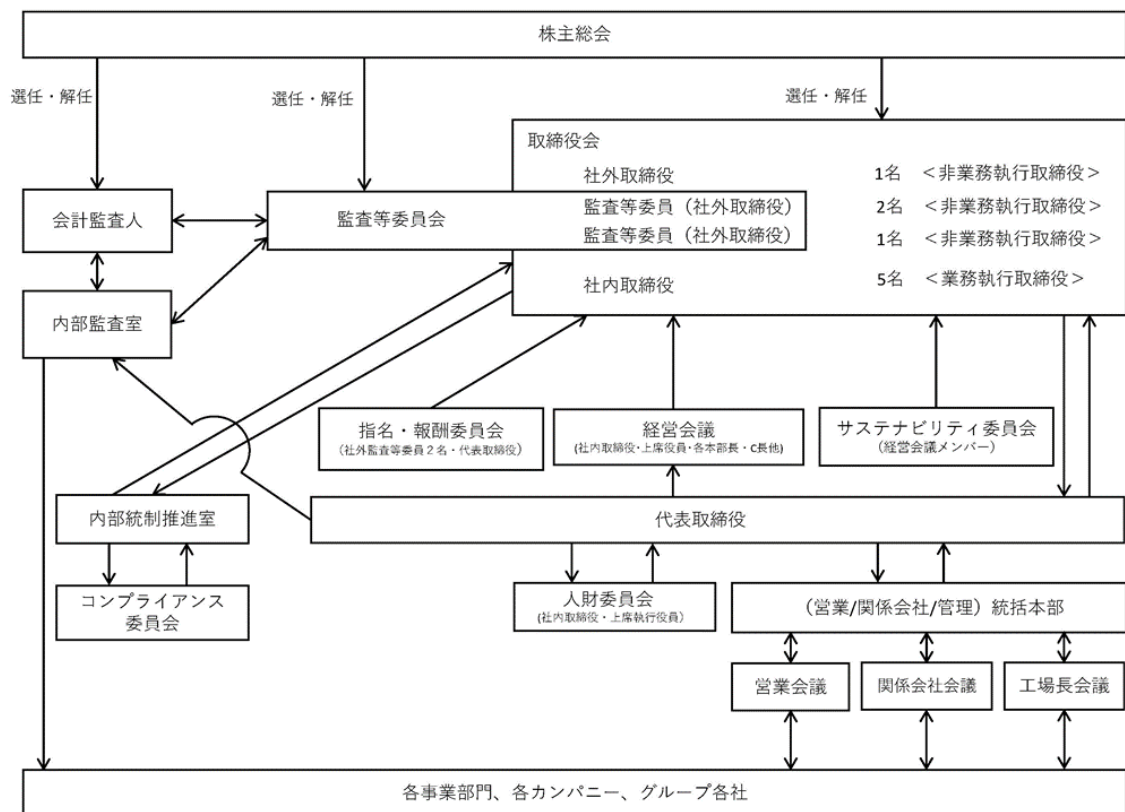 株主総会
選任・解任
選任・解任
選任・解任
取締役会
社外取締役 1名 <非業務執行取締役>
会計監査人
監査等委員会
監査等委員(社外取締役) 2名 <非業務執行取締役>
監査等委員(社外取締役) 1名 <非業務執行取締役>
社内取締役 5名 <業務執行取締役>
内部監査室
指名・報酬委員会
(社外監査等委員2名・代表取締役)
経営会議
(社内取締役・上席役員・各本部長・C長他)
サステナビリティ委員会
(経営会議メンバー)
内部統制推進室
代表取締役
コンプライアンス
委員会
人財委員会
(社内取締役・上席執行役員)
(営業/関係会社/管理)統括本部
営業会議
関係会社会議
工場長会議
各事業部門、各カンパニー、グループ各社